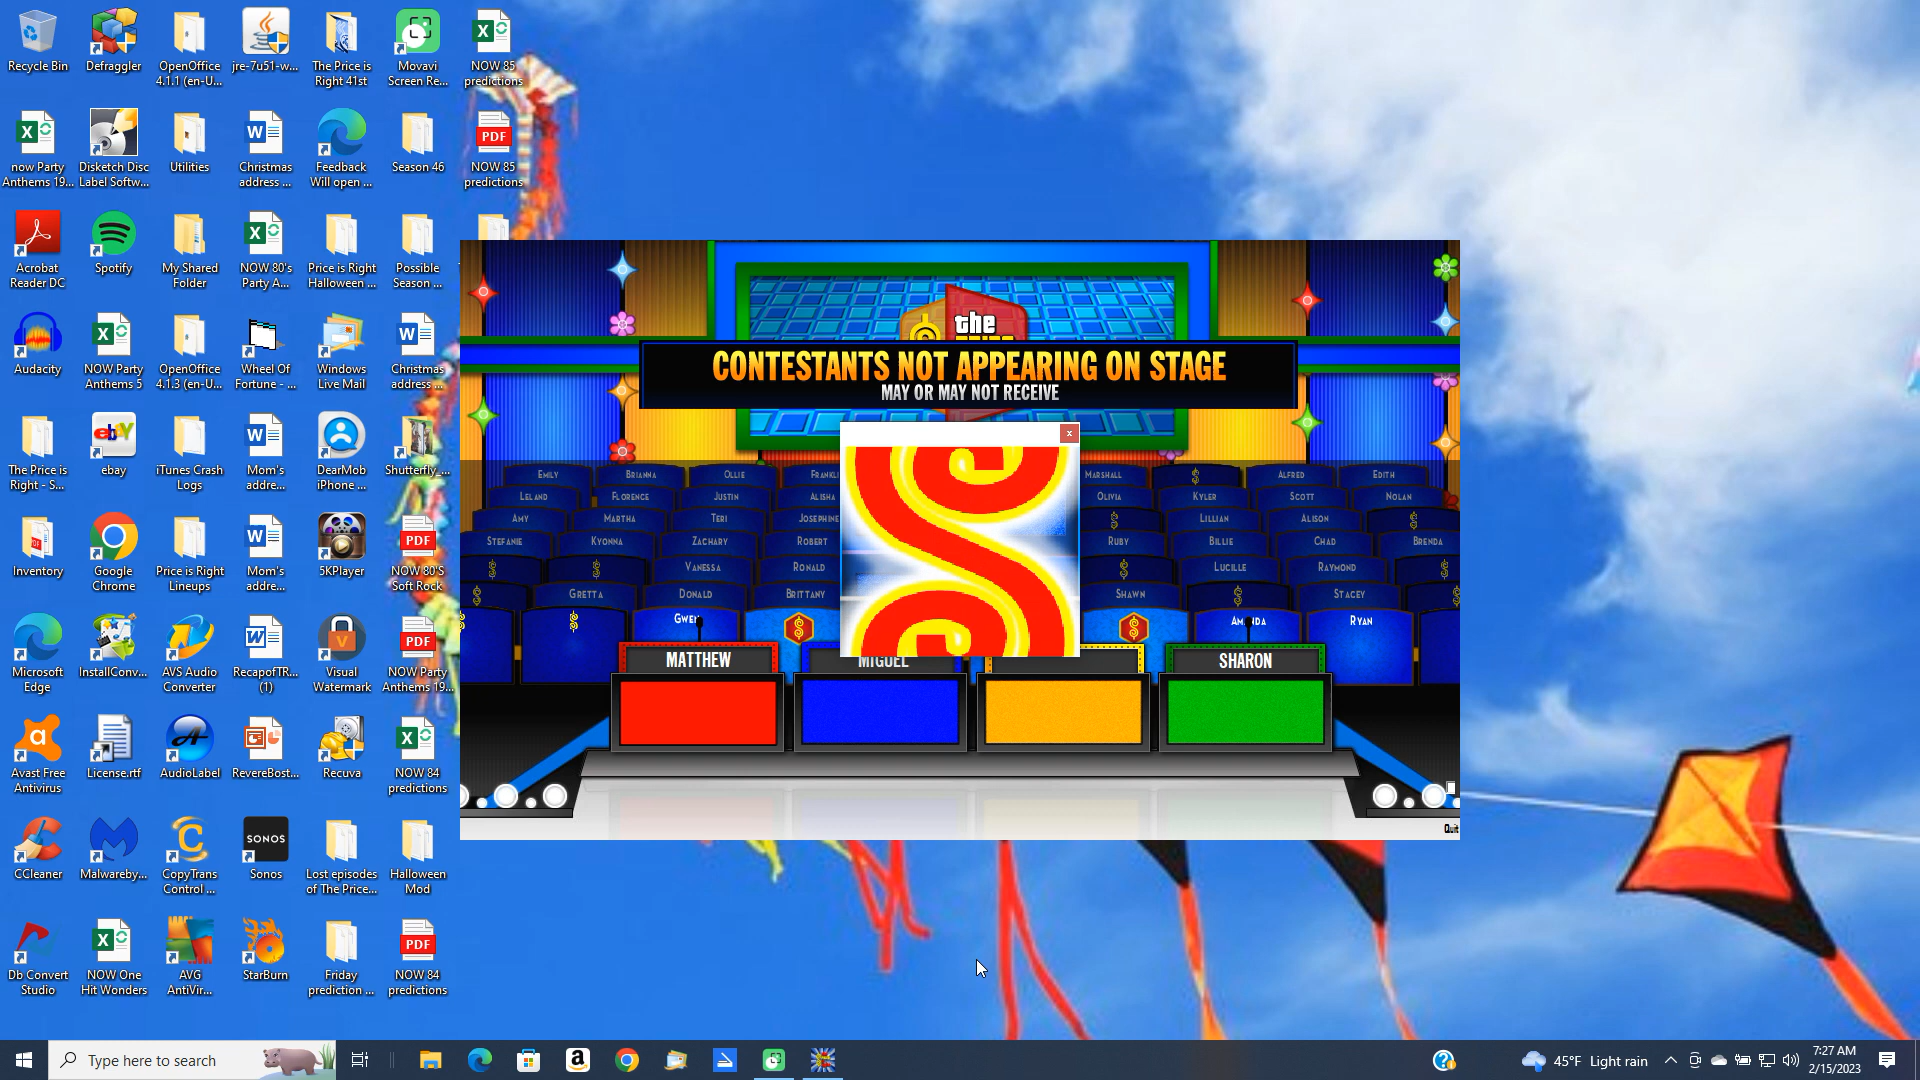 Recycle Bin
Defraggler
OpenOffice
4.1.1 (en-U...
jre-7u51-w...
The Price is
Right 41st
Movavi
Screen Re...
NOW 85
predictions
now Party
Anthems 19...
Disketch Disc
Label Softw...
Utilities
Christmas
address ...
Feedback
Will open ...
Season 46
NOW 85
predictions
Acrobat
Reader DC
Spotify
My Shared
Folder
NOW 80's
Party A...
Price is Right
Halloween ...
Possible
Season ...
Audacity
NOW Party
Anthems 5
OpenOffice
4.1.3 (en-U...
Wheel Of
Fortune - ...
Windows
Live Mail
Christmas
address ...
The Price is
Right - S...
ebay
iTunes Crash
Logs
Mom's
addre...
DearMob
iPhone ...
Shutterfly_...
Inventory
Google
Chrome
Price is Right
Lineups
Mom's
addre...
5KPlayer
NOW 80'S
Soft Rock
Microsoft
Edge
InstallConv...
AVS Audio
Converter
RecapofTR...
(1)
Visual
Watermark
NOW Party
Anthems 19...
Avast Free
Antivirus
License.rtf
AudioLabel
RevereBost...
Recuva
NOW 84
predictions
CCleaner
Malwareby...
CopyTrans
Control ...
Sonos
Lost episodes
of The Price...
Halloween
Mod
Db Convert
Studio
NOW One
Hit Wonders
AVG
AntiVir...
StarBurn
Friday
prediction ...
NOW 84
predictions
the
CONTESTANTS NOT APPEARING ON STAGE
MAY OR MAY NOT RECEIVE
EMILY BRIANNA OLLIE FRANKL MARSHALL ALFRED EDITH
LELAND FLORENCE JUSTIN ALISHA OLIVIA KYLER SCOTT NOLAN
AMY MARTHA TERI JOSEPHINE LILLIAN ALISON
STEFANIE KYONNA ZACHARY ROBERT RUBY BILLIE CHAD BRENDA
VANESSA RONALD LUCILLE RAYMOND
GRETTA DONALD BRITTANY SHAWN STACEY
GWEN AMANDA RYAN
MATTHEW MIGUEL SHARON
Quit
Type here to search
45°F Light rain
7:27 AM
2/15/2023